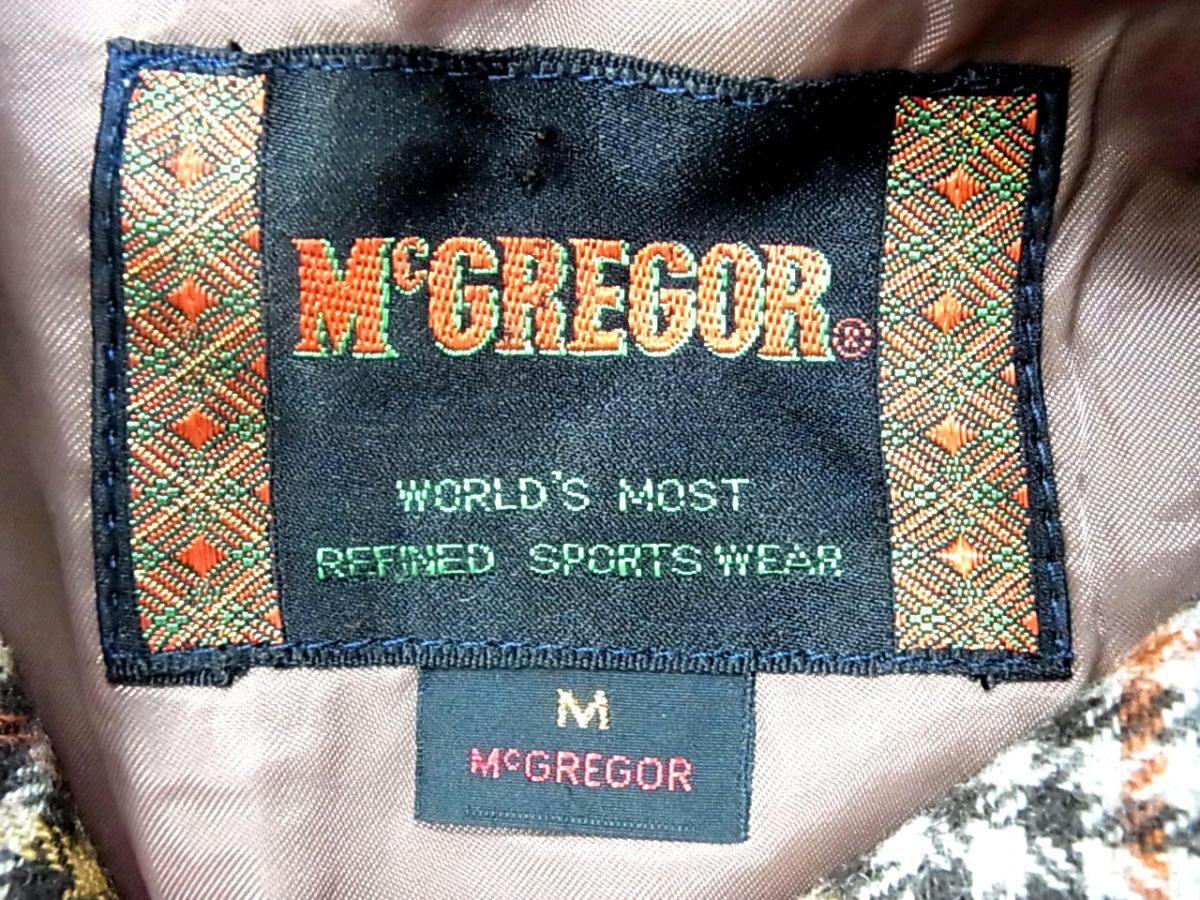 McGREGOR®
WORLD'S MOST
REFINED SPORTS WEAR
M
McGREGOR